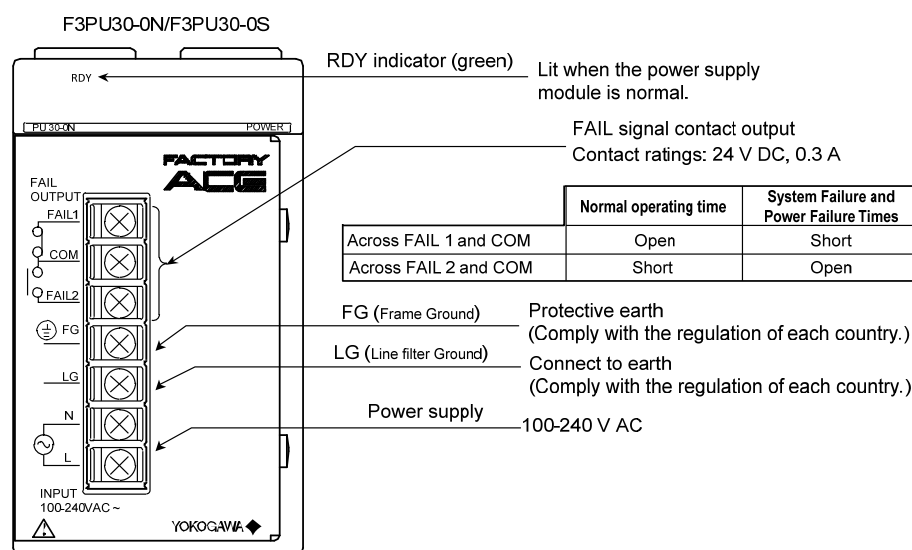 F3PU30-0N/F3PU30-0S
RDY
RDY indicator (green)
Lit when the power supply
module is normal.
PU 30-0N
POWER
FACTORY
ACE
FAIL signal contact output
Contact ratings: 24 V DC, 0.3 A
Normal operating time
System Failure and
Power Failure Times
Across FAIL 1 and COM
Open
Short
Across FAIL 2 and COM
Short
Open
FAIL
OUTPUT
FAIL1
COM
FAIL2
FG
LG
N
L
INPUT
100-240VAC ~
YOKOGAWA
FG (Frame Ground)
Protective earth
(Comply with the regulation of each country.)
LG (Line filter Ground)
Connect to earth
(Comply with the regulation of each country.)
Power supply
100-240 V AC